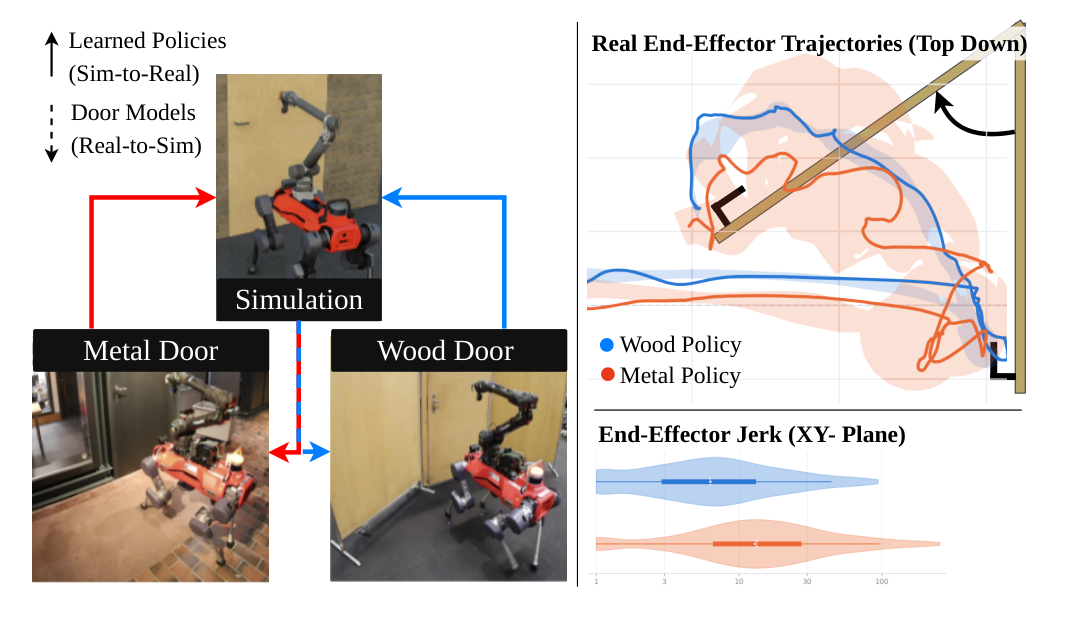 Learned Policies
(Sim-to-Real)
Door Models
(Real-to-Sim)
Simulation
Metal Door
Wood Door
Real End-Effector Trajectories (Top Down)
Wood Policy
Metal Policy
End-Effector Jerk (XY- Plane)
1 3 10 30 100